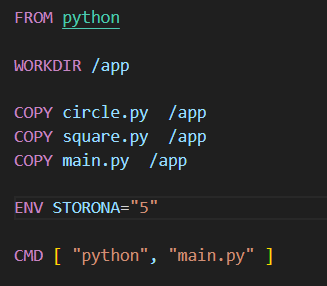 FROM python
WORKDIR /app
COPY circle.py  /app
COPY square.py  /app
COPY main.py  /app
ENV STORONA="5"
CMD [ "python", "main.py" ]